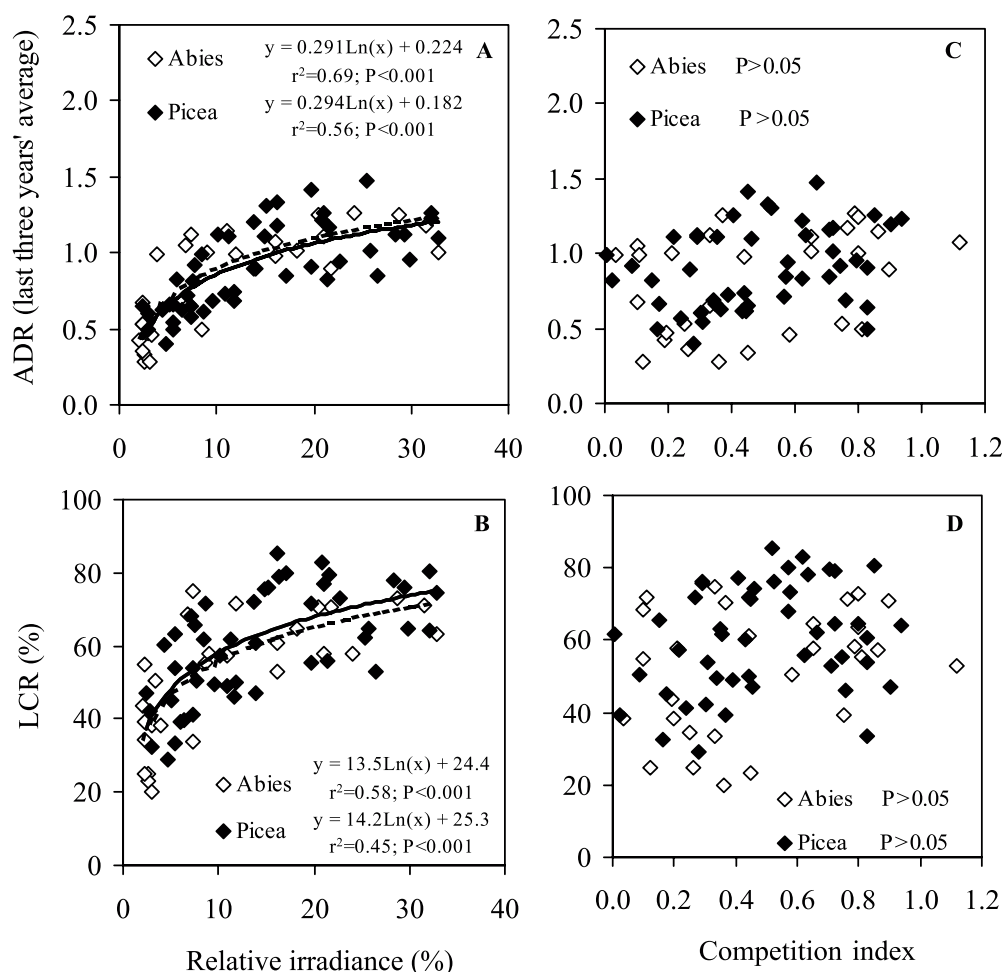 ADR (last three years' average)
2.5
2.0
1.5
1.0
0.5
0.0
0 10 20 30 40
A
Abies
y = 0.291Ln(x) + 0.224
r²=0.69; P<0.001
Picea
y = 0.294Ln(x) + 0.182
r²=0.56; P<0.001
2.5
2.0
1.5
1.0
0.5
0.0
0.0 0.2 0.4 0.6 0.8 1.0 1.2
C
Abies P>0.05
Picea P>0.05
LCR (%)
100
80
60
40
20
0
0 10 20 30 40
B
Abies
y = 13.5Ln(x) + 24.4
r²=0.58; P<0.001
Picea
y = 14.2Ln(x) + 25.3
r²=0.45; P<0.001
Relative irradiance (%)
100
80
60
40
20
0
0.0 0.2 0.4 0.6 0.8 1.0 1.2
D
Abies P>0.05
Picea P>0.05
Competition index